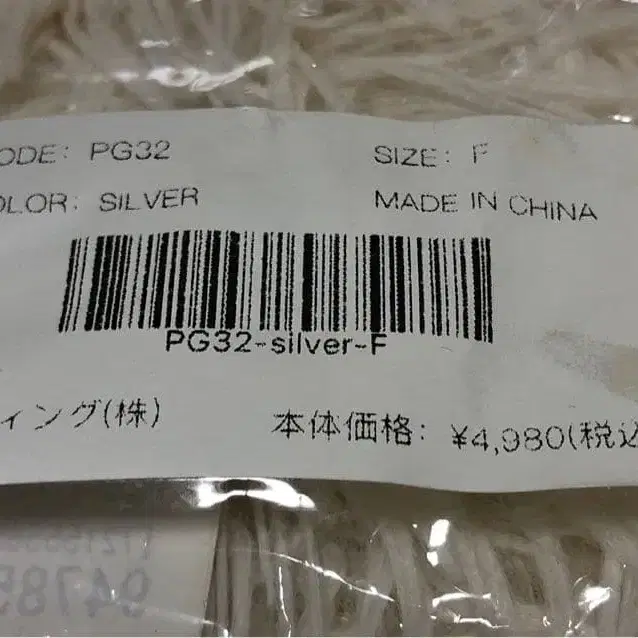 ODE: PG32
SIZE: F
OLOR: SILVER
MADE IN CHINA
PG32-silver-F
ィング(株)
本体価格: ¥4,980(税込
94785